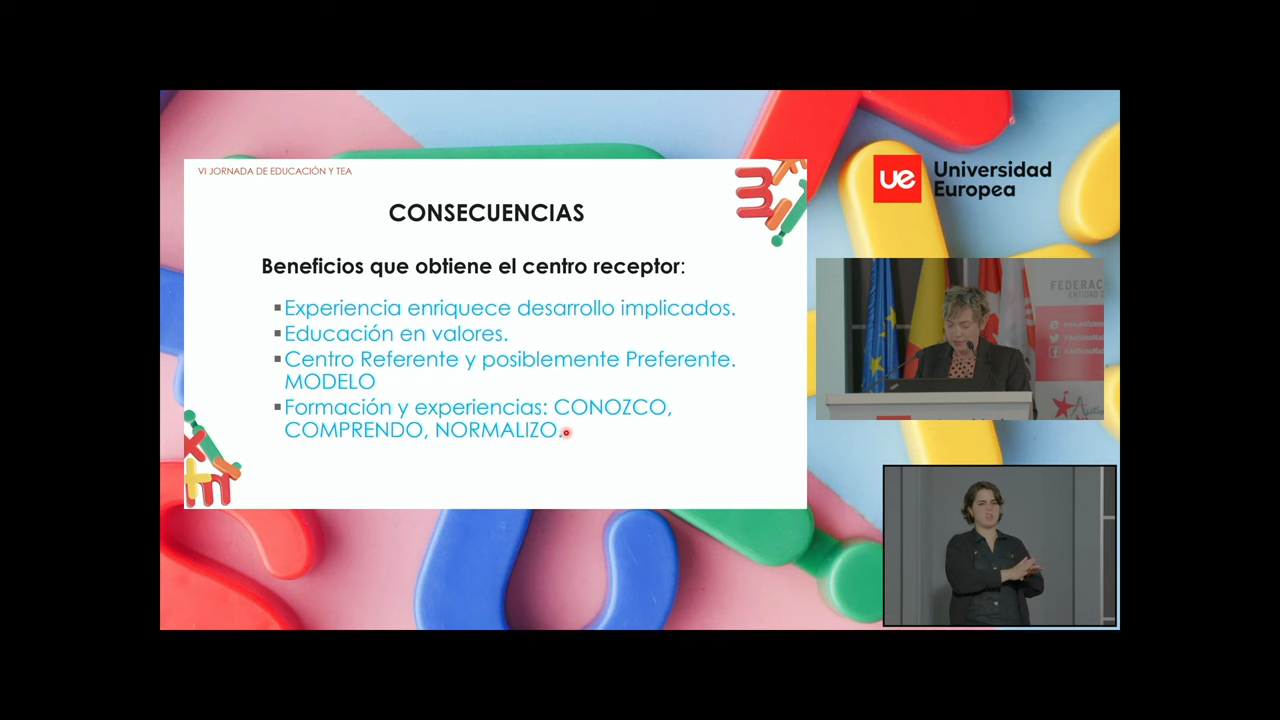 VI JORNADA DE EDUCACIÓN Y TEA
CONSECUENCIAS
Beneficios que obtiene el centro receptor:
Experiencia enriquece desarrollo implicados.
Educación en valores.
Centro Referente y posiblemente Preferente.
MODELO
Formación y experiencias: CONOZCO,
COMPRENDO, NORMALIZO.
ue
Universidad
Europea
FEDERAC